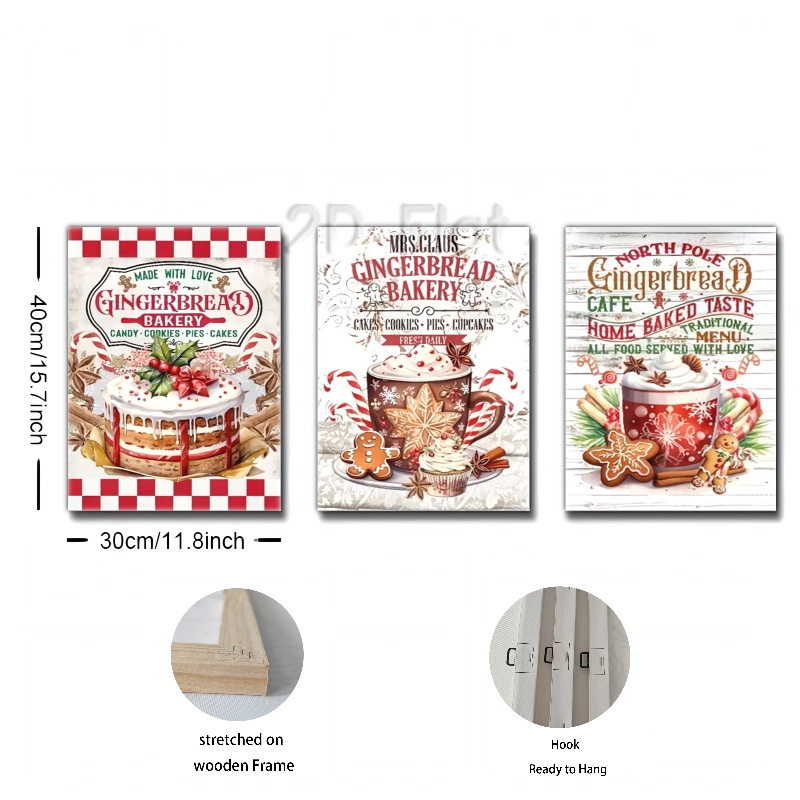 2D Flat
MADE WITH LOVE
GINGERBREAD
BAKERY
CANDY · COOKIES · PIES · CAKES
MRS.CLAUS
GINGERBREAD
BAKERY
CAKES · COOKIES · PIES · CUPCAKES
FRESH DAILY
NORTH POLE
GingerbreaD
CAFE
HOME BAKED TASTE
TRADITIONAL
MENU
ALL FOOD SERVED WITH LOVE
40cm/15.7inch
30cm/11.8inch
stretched on
wooden Frame
Hook
Ready to Hang